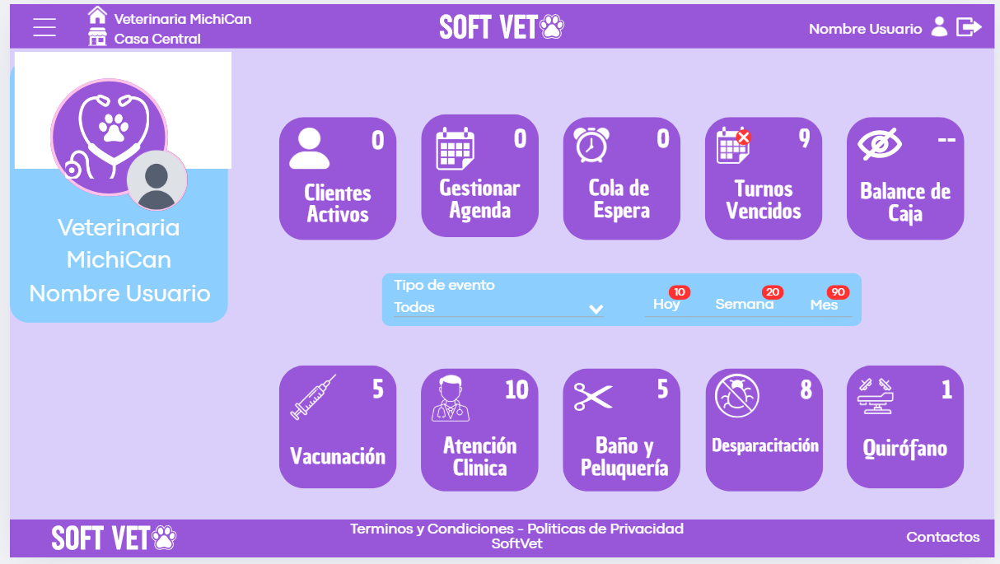 Veterinaria MichiCan
Casa Central
SOFT VET
Nombre Usuario
Veterinaria
MichiCan
Nombre Usuario
0
Clientes
Activos
0
Gestionar
Agenda
0
Cola de
Espera
9
Turnos
Vencidos
--
Balance de
Caja
Tipo de evento
Todos
Hoy 10
Semana 20
Mes 90
5
Vacunación
10
Atención
Clinica
5
Baño y
Peluquería
8
Desparacitación
1
Quirófano
SOFT VET
Terminos y Condiciones - Politicas de Privacidad
SoftVet
Contactos